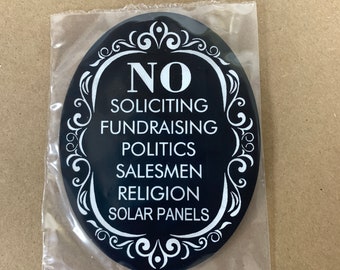 NO
SOLICITING
FUNDRAISING
POLITICS
SALESMEN
RELIGION
SOLAR PANELS